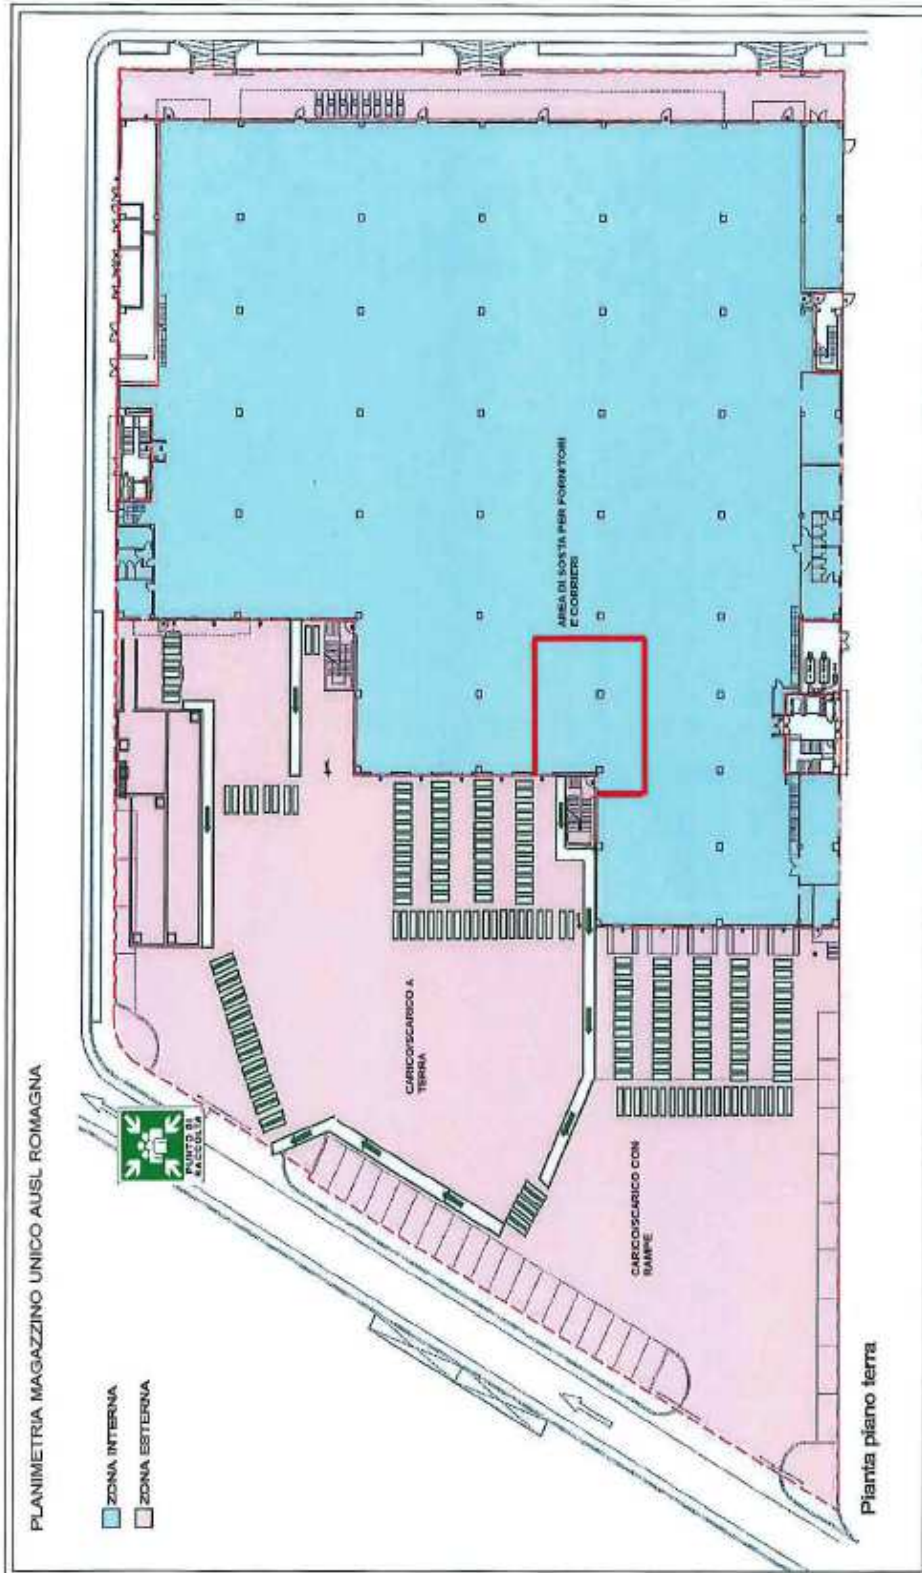 PLANIMETRIA MAGAZZINO UNICO AUSL ROMAGNA
ZONA INTERNA
ZONA ESTERNA
PUNTO DI
RACCOLTA
AREA DI SOSTA PER FORNITORI
E CORRIERI
CARICO/SCARICO A
TERRA
CARICO/SCARICO CON
RAMPE
Pianta piano terra